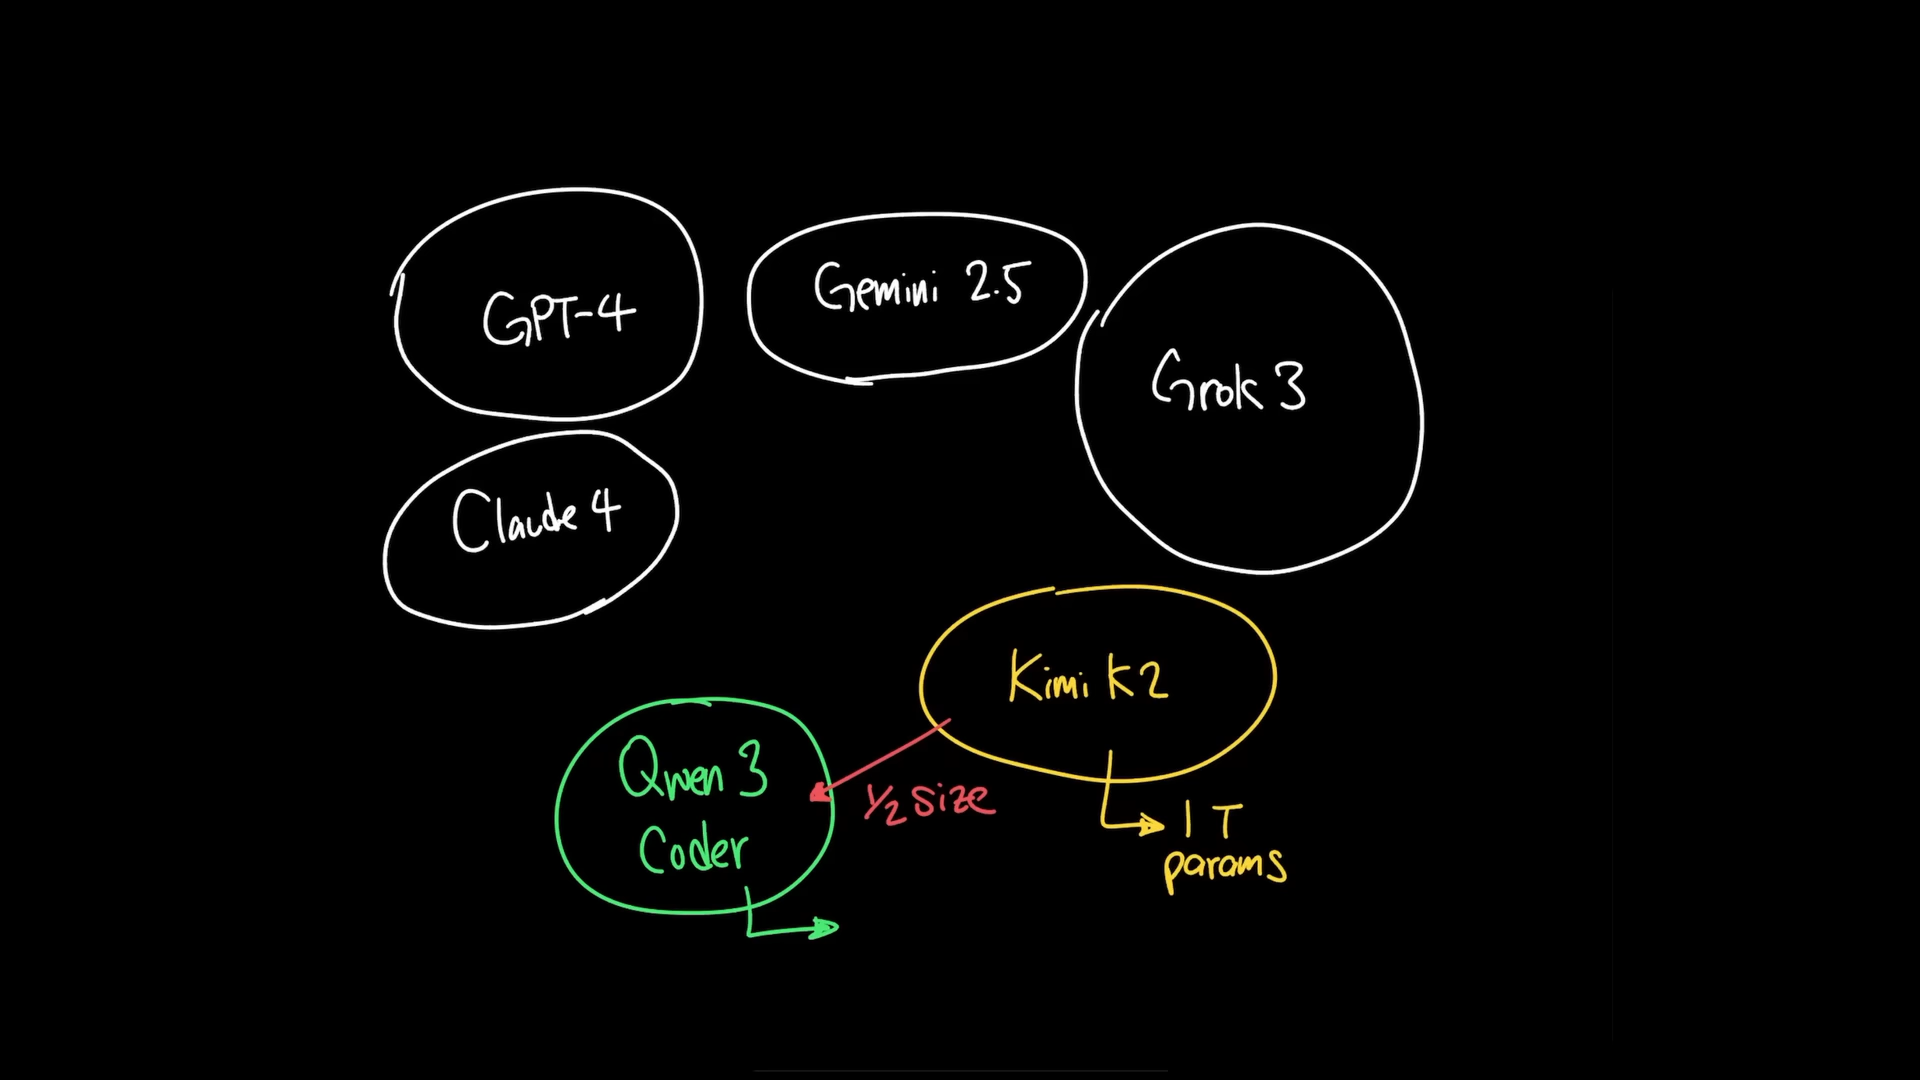 GPT-4
Gemini 2.5
Grok 3
Claude 4
Kimi K2
Qwen 3
Coder
1/2 size
1 T
params